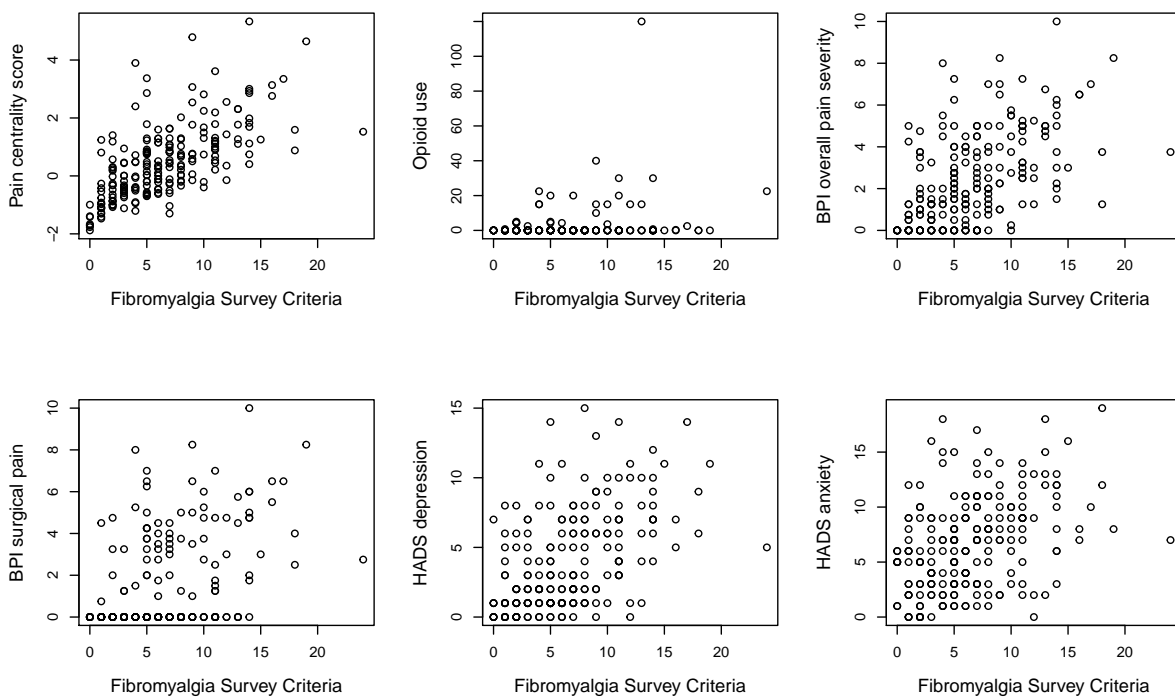 Pain centrality score
−2 0 2 4
0 5 10 15 20
Fibromyalgia Survey Criteria
Opioid use
0 20 40 60 80 100 120
0 5 10 15 20
Fibromyalgia Survey Criteria
BPI overall pain severity
0 2 4 6 8 10
0 5 10 15 20
Fibromyalgia Survey Criteria
BPI surgical pain
0 2 4 6 8 10
0 5 10 15 20
Fibromyalgia Survey Criteria
HADS depression
0 5 10 15
0 5 10 15 20
Fibromyalgia Survey Criteria
HADS anxiety
0 5 10 15
0 5 10 15 20
Fibromyalgia Survey Criteria